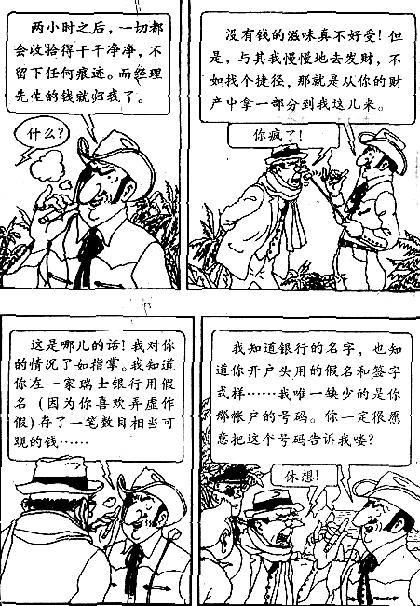 两小时之后，一切都
会收拾得干干净净，不
留下任何痕迹。而经理
先生的钱就归我了。
什么？
没有钱的滋味真不好受！但
是，与其我慢慢地去发财，不
如找个捷径，那就是从你的财
产中拿一部分到我这儿来。
你疯了！
这是哪儿的话！我对你
的情况了如指掌。我知道
你在一家瑞士银行用假
名（因为你喜欢弄虚作
假）存了一笔数目相当可
观的钱……
我知道银行的名字，也知
道你开户头用的假名和签字
式样……我唯一缺少的是你
那帐户的号码。你一定很愿
意把这个号码告诉我喽？
休想！